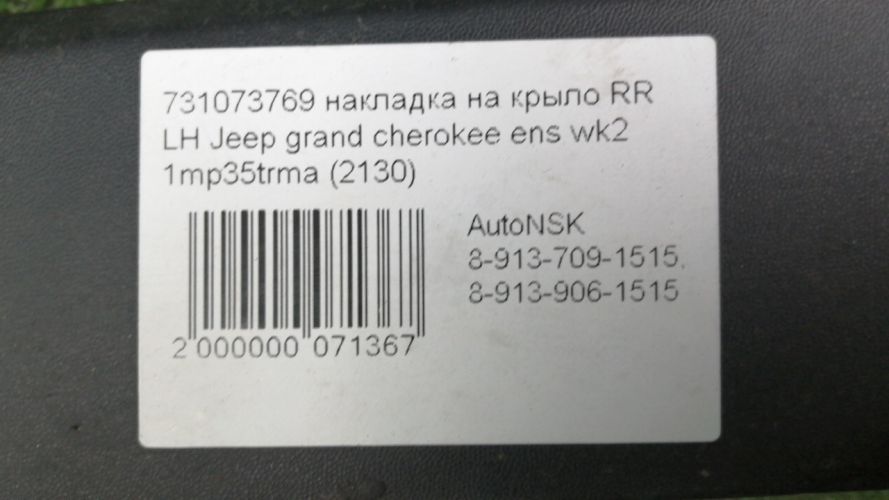 731073769 накладка на крыло RR
LH Jeep grand cherokee ens wk2
1mp35trma (2130)
AutoNSK
8-913-709-1515,
8-913-906-1515
2 000000 071367